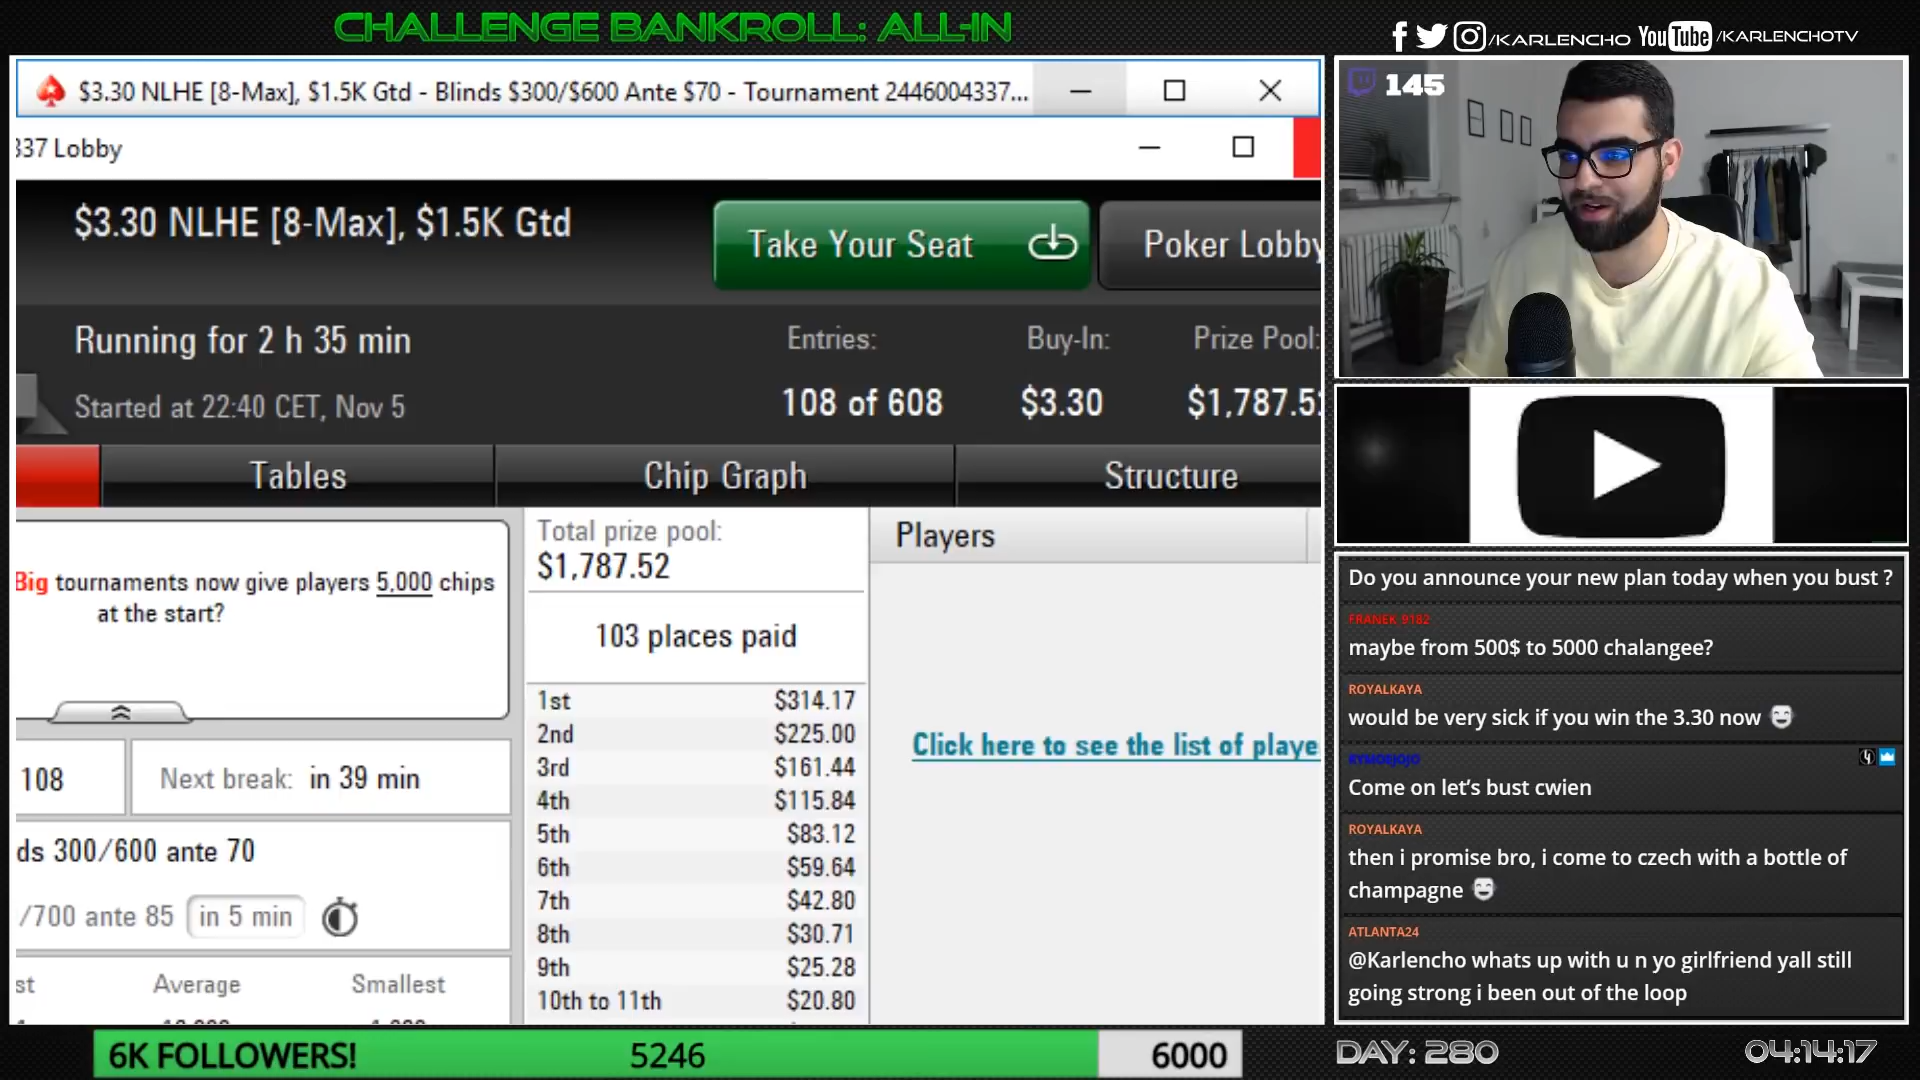 CHALLENGE BANKROLL: ALL-IN
/KARLENCHO YouTube /KARLENCHOTV
$3.30 NLHE [8-Max], $1.5K Gtd - Blinds $300/$600 Ante $70 - Tournament 2446004337...
337 Lobby
$3.30 NLHE [8-Max], $1.5K Gtd
Take Your Seat
Poker Lobby
Running for 2 h 35 min
Started at 22:40 CET, Nov 5
Entries:
108 of 608
Buy-In:
$3.30
Prize Pool:
$1,787.52
Tables
Chip Graph
Structure
Big tournaments now give players 5,000 chips
at the start?
108
Next break: in 39 min
ds 300/600 ante 70
/700 ante 85 in 5 min
st Average Smallest
Total prize pool:
$1,787.52
103 places paid
1st $314.17
2nd $225.00
3rd $161.44
4th $115.84
5th $83.12
6th $59.64
7th $42.80
8th $30.71
9th $25.28
10th to 11th $20.80
Players
Click here to see the list of playe
145
Do you announce your new plan today when you bust ?
FRANEK 9182
maybe from 500$ to 5000 chalangee?
ROYALKAYA
would be very sick if you win the 3.30 now
Come on let's bust cwien
ROYALKAYA
then i promise bro, i come to czech with a bottle of
champagne
ATLANTA24
@Karlencho whats up with u n yo girlfriend yall still
going strong i been out of the loop
6K FOLLOWERS! 5246 6000
DAY: 280
04:14:17